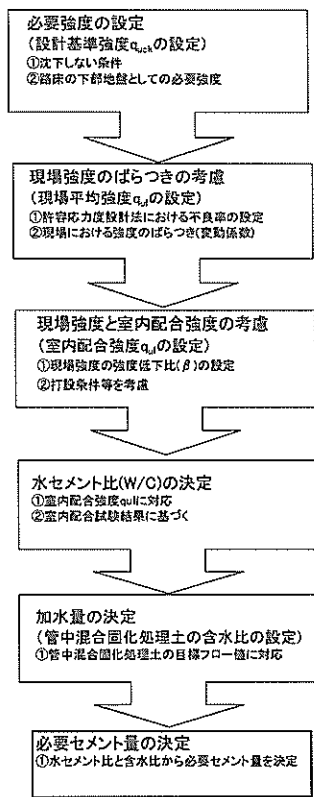 必要強度の設定
(設計基準強度quckの設定)
①沈下しない条件
②路床の下部地盤としての必要強度
現場強度のばらつきの考慮
(現場平均強度qufの設定)
①許容応力度設計法における不良率の設定
②現場における強度のばらつき(変動係数)
現場強度と室内配合強度の考慮
(室内配合強度qulの設定)
①現場強度の強度低下比(β)の設定
②打設条件等を考慮
水セメント比(W/C)の決定
①室内配合強度qulに対応
②室内配合試験結果に基づく
加水量の決定
(管中混合固化処理土の含水比の設定)
①管中混合固化処理土の目標フロー値に対応
必要セメント量の決定
①水セメント比と含水比から必要セメント量を決定